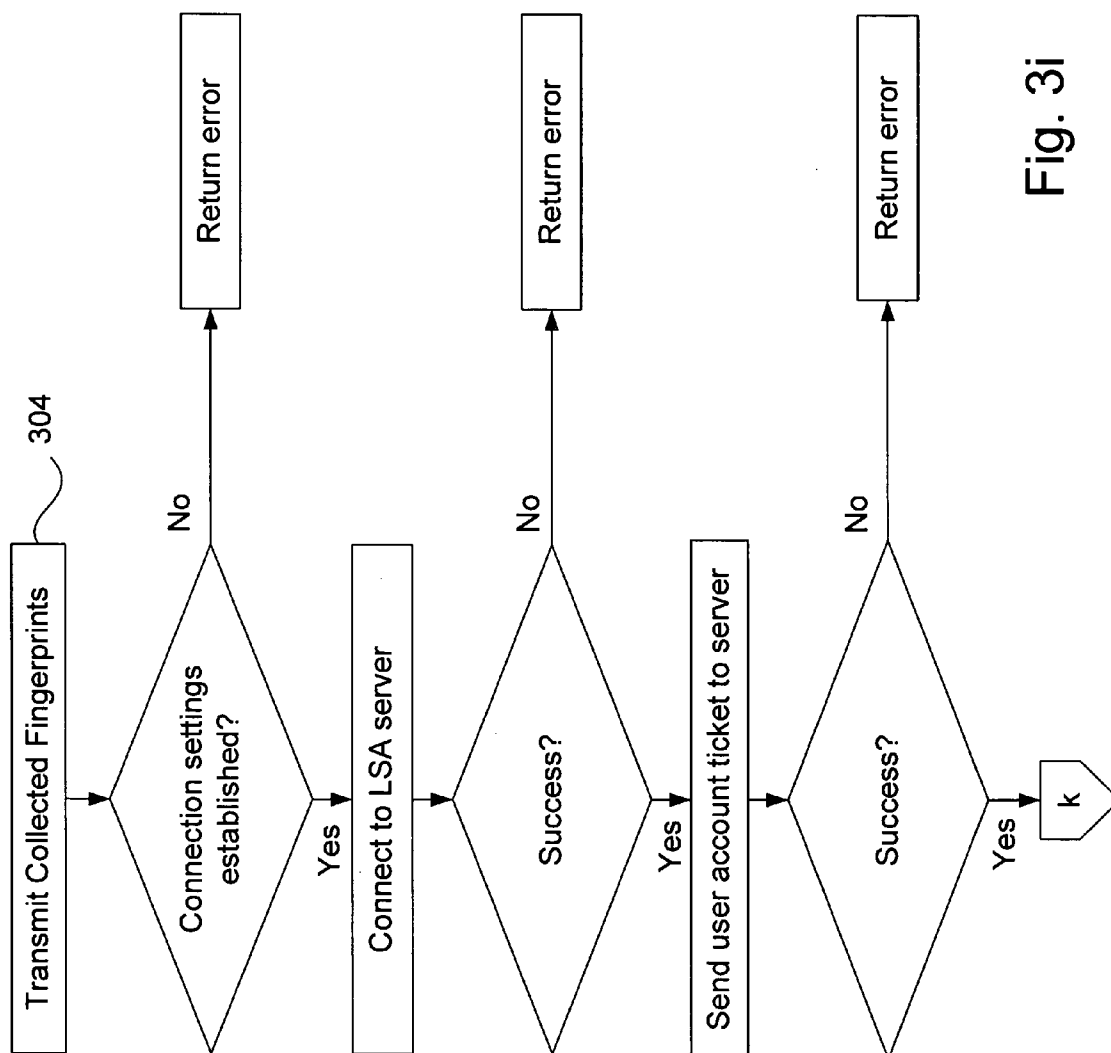 Transmit Collected Fingerprints
304
Connection settings
established?
No
Return error
Yes
Connect to LSA server
Success?
No
Return error
Yes
Send user account ticket to server
Success?
No
Return error
Yes
k
Fig. 3i